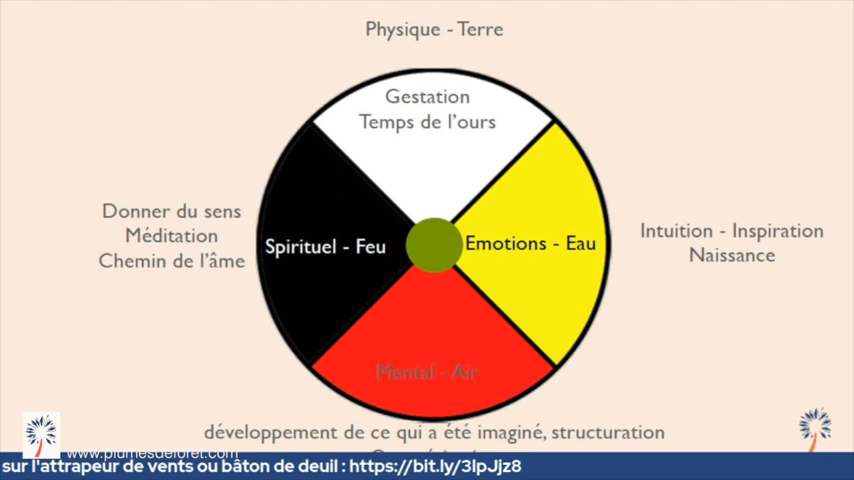 Physique - Terre
Gestation
Temps de l'ours
Donner du sens
Méditation
Chemin de l'âme
Spirituel - Feu
Emotions - Eau
Intuition - Inspiration
Naissance
Mental - Air
développement de ce qui a été imaginé, structuration
www.plumesdeforet.com
sur l'attrapeur de vents ou bâton de deuil : https://bit.ly/3lpJjz8